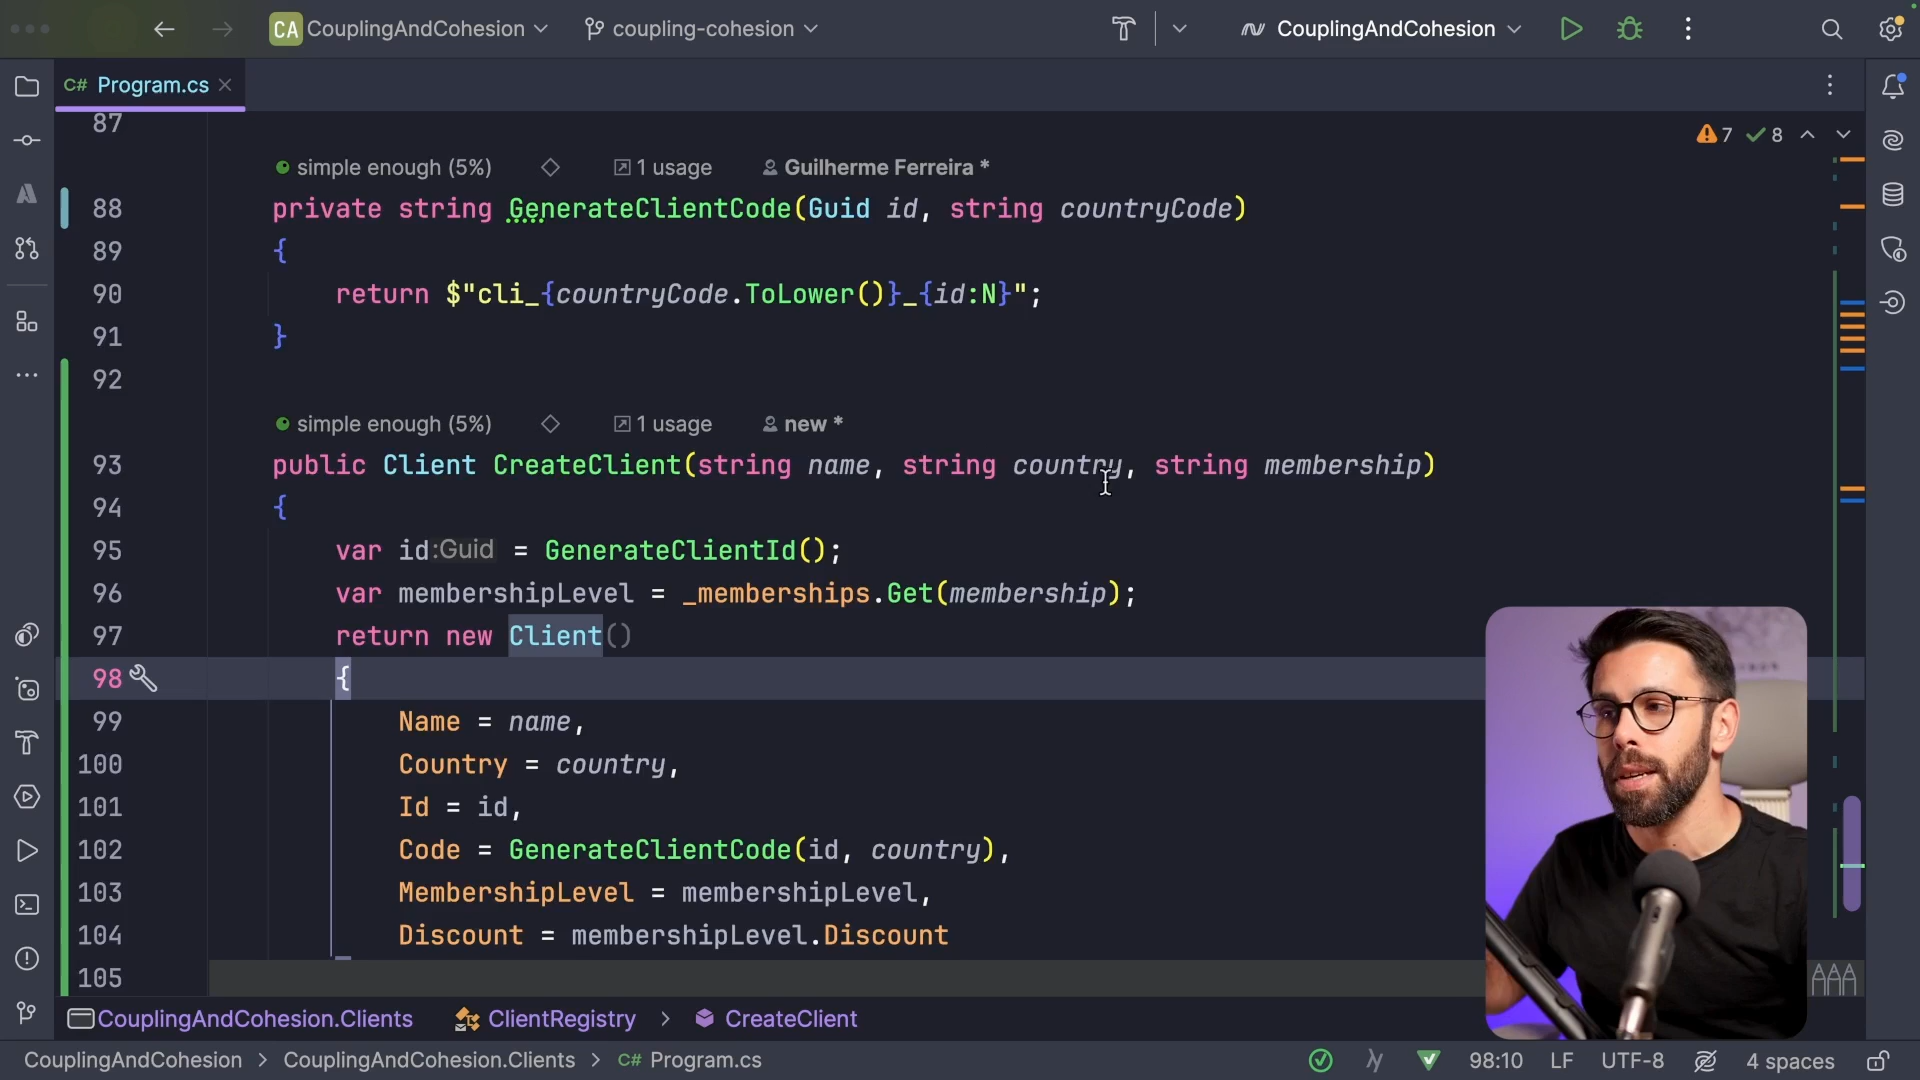 CA CouplingAndCohesion coupling-cohesion CouplingAndCohesion
C# Program.cs
87
7 8
simple enough (5%) 1 usage Guilherme Ferreira *
88 private string GenerateClientCode(Guid id, string countryCode)
89 {
90 return $"cli_{countryCode.ToLower()}_{id:N}";
91 }
92
simple enough (5%) 1 usage new *
93 public Client CreateClient(string name, string country, string membership)
94 {
95 var id:Guid = GenerateClientId();
96 var membershipLevel = _memberships.Get(membership);
97 return new Client()
98 {
99 Name = name,
100 Country = country,
101 Id = id,
102 Code = GenerateClientCode(id, country),
103 MembershipLevel = membershipLevel,
104 Discount = membershipLevel.Discount
105
CouplingAndCohesion.Clients ClientRegistry > CreateClient
CouplingAndCohesion > CouplingAndCohesion.Clients > C# Program.cs 98:10 LF UTF-8 4 spaces